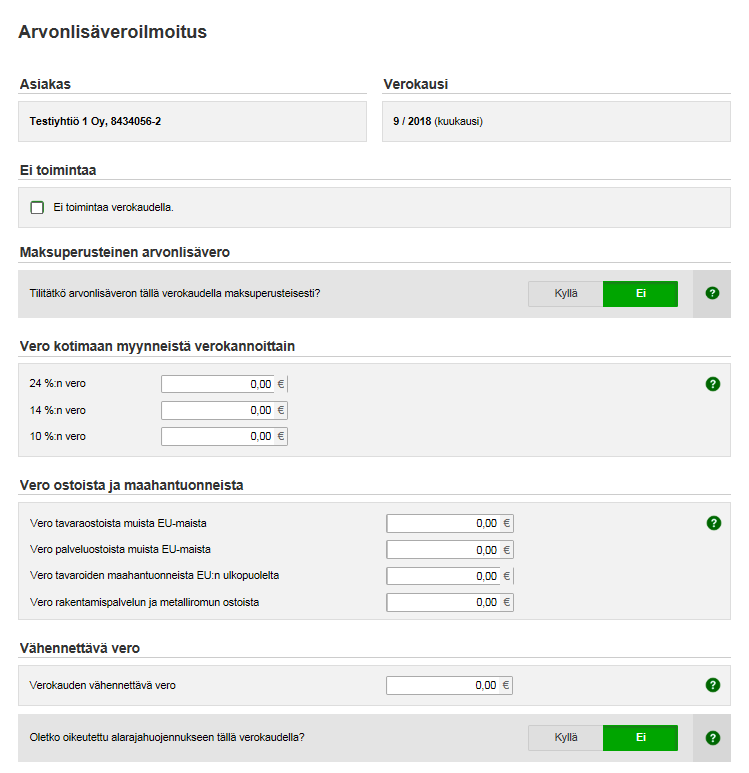 Arvonlisäveroilmoitus
Asiakas
Verokausi
Testiyhtiö 1 Oy, 8434056-2
9 / 2018 (kuukausi)
Ei toimintaa
Ei toimintaa verokaudella.
Maksuperusteinen arvonlisävero
Tilitätkö arvonlisäveron tällä verokaudella maksuperusteisesti?
Kyllä
Ei
?
Vero kotimaan myynneistä verokannoittain
24 %:n vero 0,00 €
?
14 %:n vero 0,00 €
10 %:n vero 0,00 €
Vero ostoista ja maahantuonneista
Vero tavaraostoista muista EU-maista 0,00 €
?
Vero palveluostoista muista EU-maista 0,00 €
Vero tavaroiden maahantuonneista EU:n ulkopuolelta 0,00 €
Vero rakentamispalvelun ja metalliromun ostoista 0,00 €
Vähennettävä vero
Verokauden vähennettävä vero 0,00 €
?
Oletko oikeutettu alarajahuojennukseen tällä verokaudella?
Kyllä
Ei
?